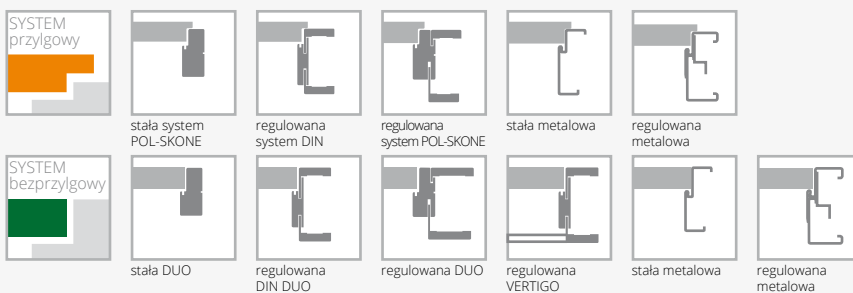 SYSTEM
przylgowy
stała system
POL-SKONE
regulowana
system DIN
regulowana
system POL-SKONE
stała metalowa
regulowana
metalowa
SYSTEM
bezprzylgowy
stała DUO
regulowana
DIN DUO
regulowana DUO
regulowana
VERTIGO
stała metalowa
regulowana
metalowa